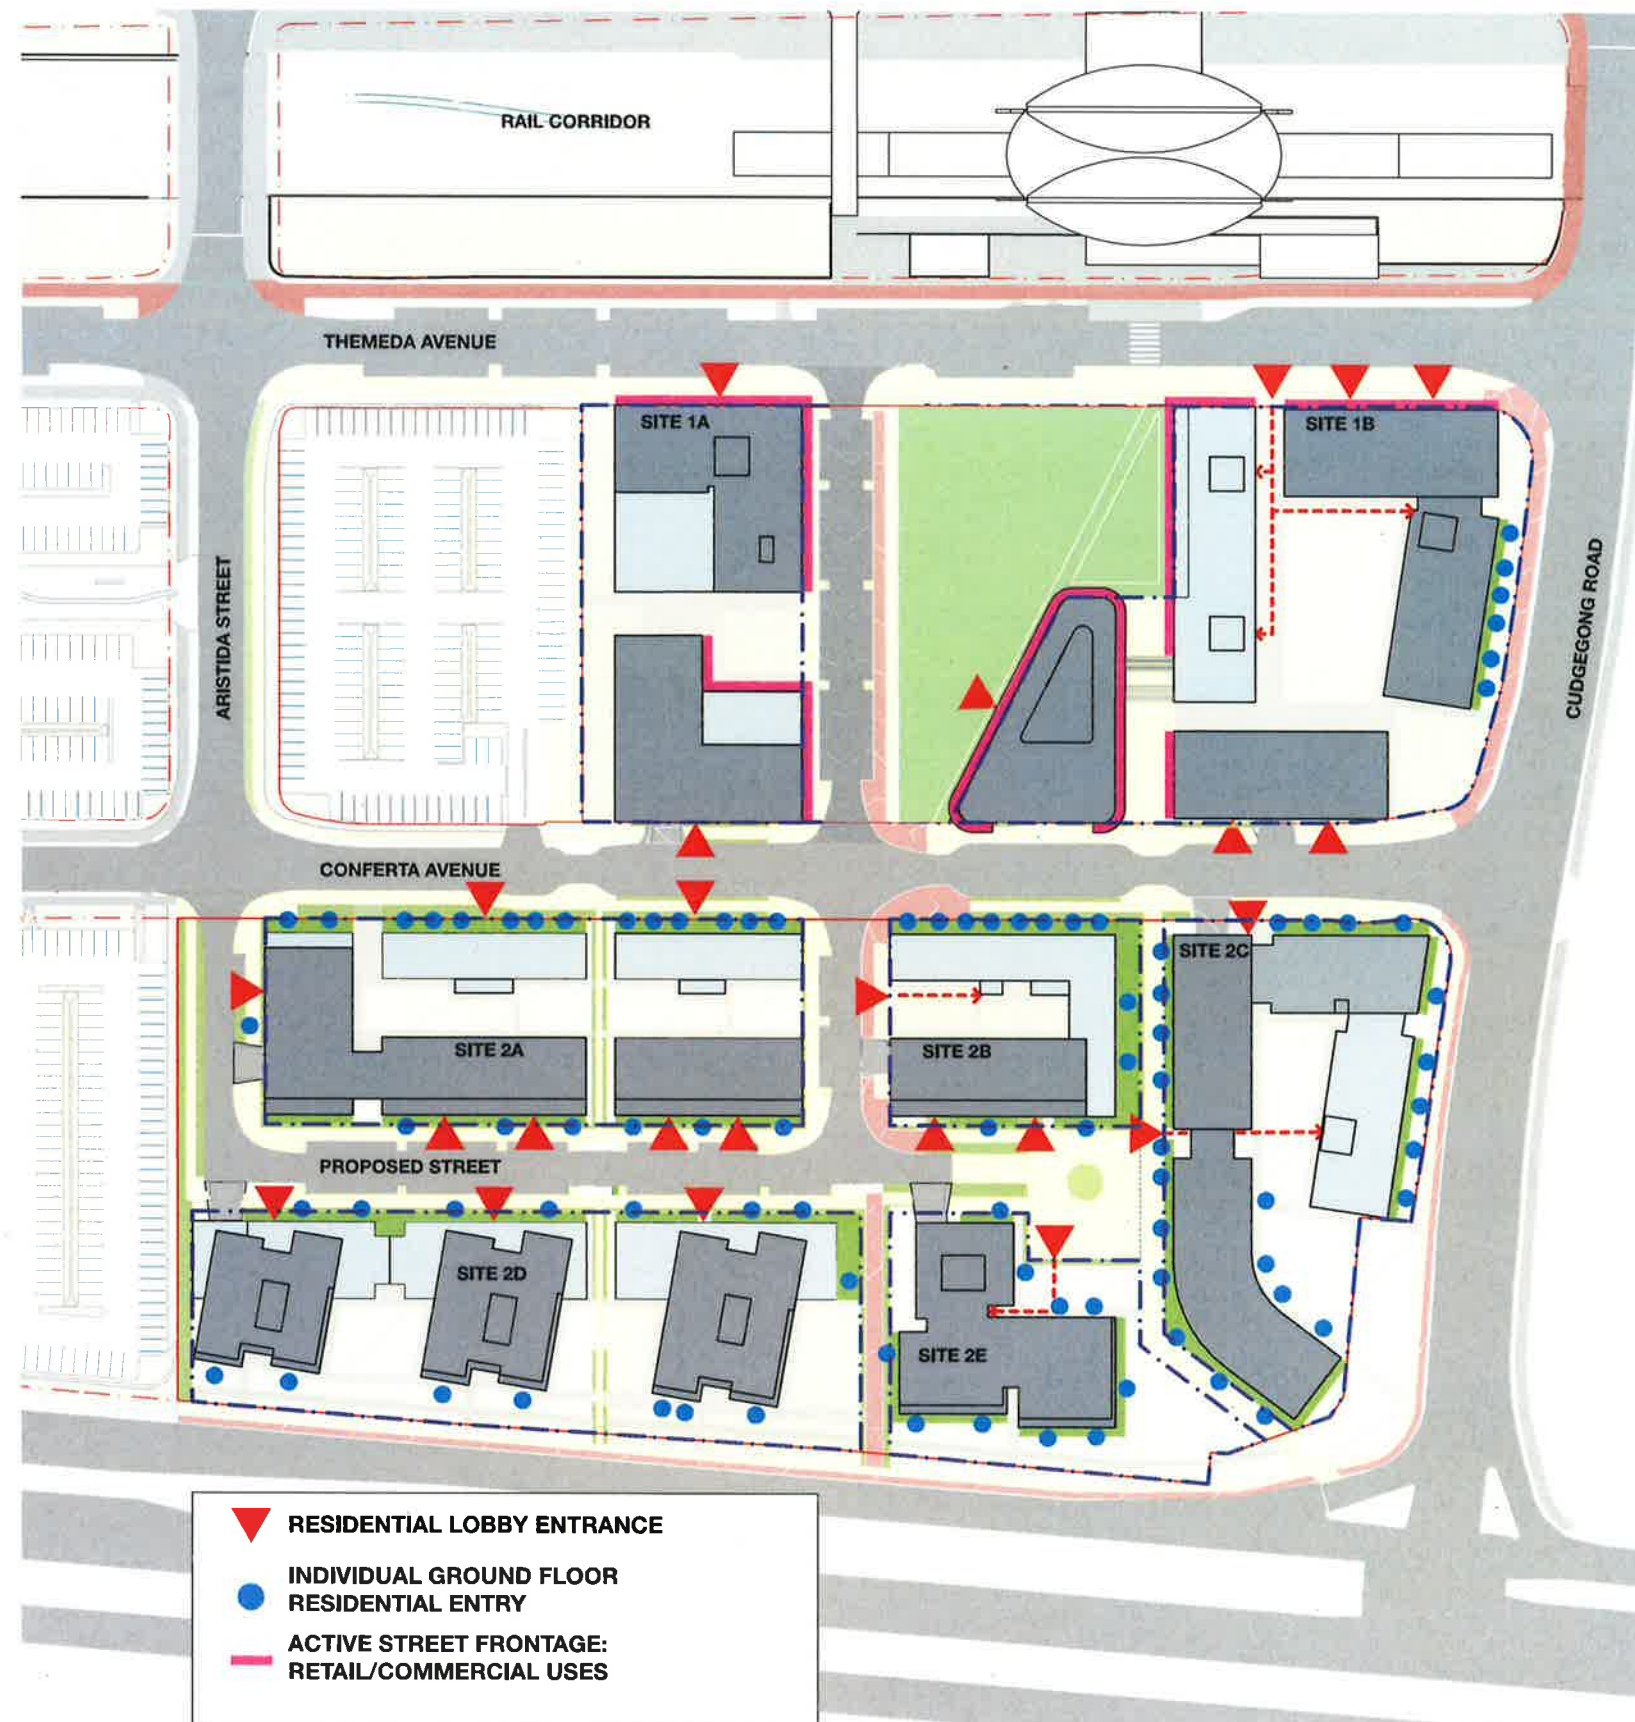 RAIL CORRIDOR
THEMEDA AVENUE
SITE 1A
SITE 1B
ARISTIDA STREET
CUDGEGONG ROAD
CONFERTA AVENUE
SITE 2C
SITE 2A
SITE 2B
PROPOSED STREET
SITE 2D
SITE 2E
RESIDENTIAL LOBBY ENTRANCE
INDIVIDUAL GROUND FLOOR
RESIDENTIAL ENTRY
ACTIVE STREET FRONTAGE:
RETAIL/COMMERCIAL USES